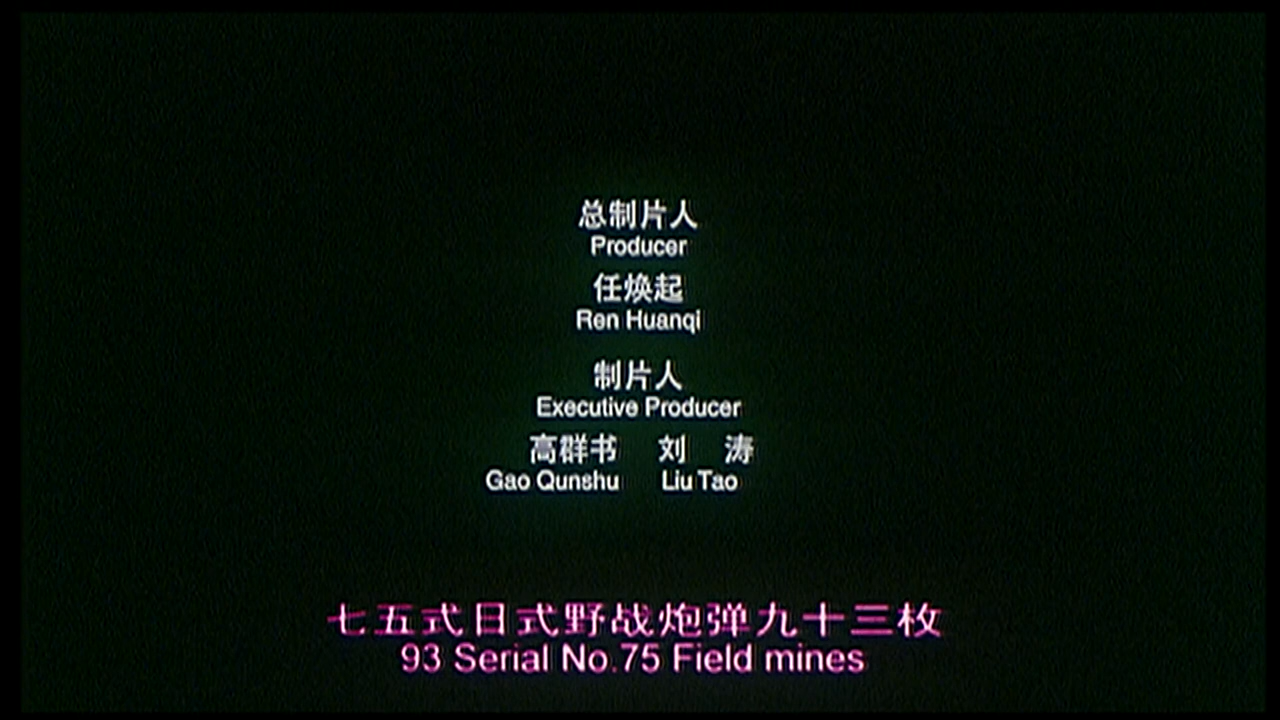 总制片人
Producer
任焕起
Ren Huanqi
制片人
Executive Producer
高群书 刘 涛
Gao Qunshu Liu Tao
七五式日式野战炮弹九十三枚
93 Serial No.75 Field mines